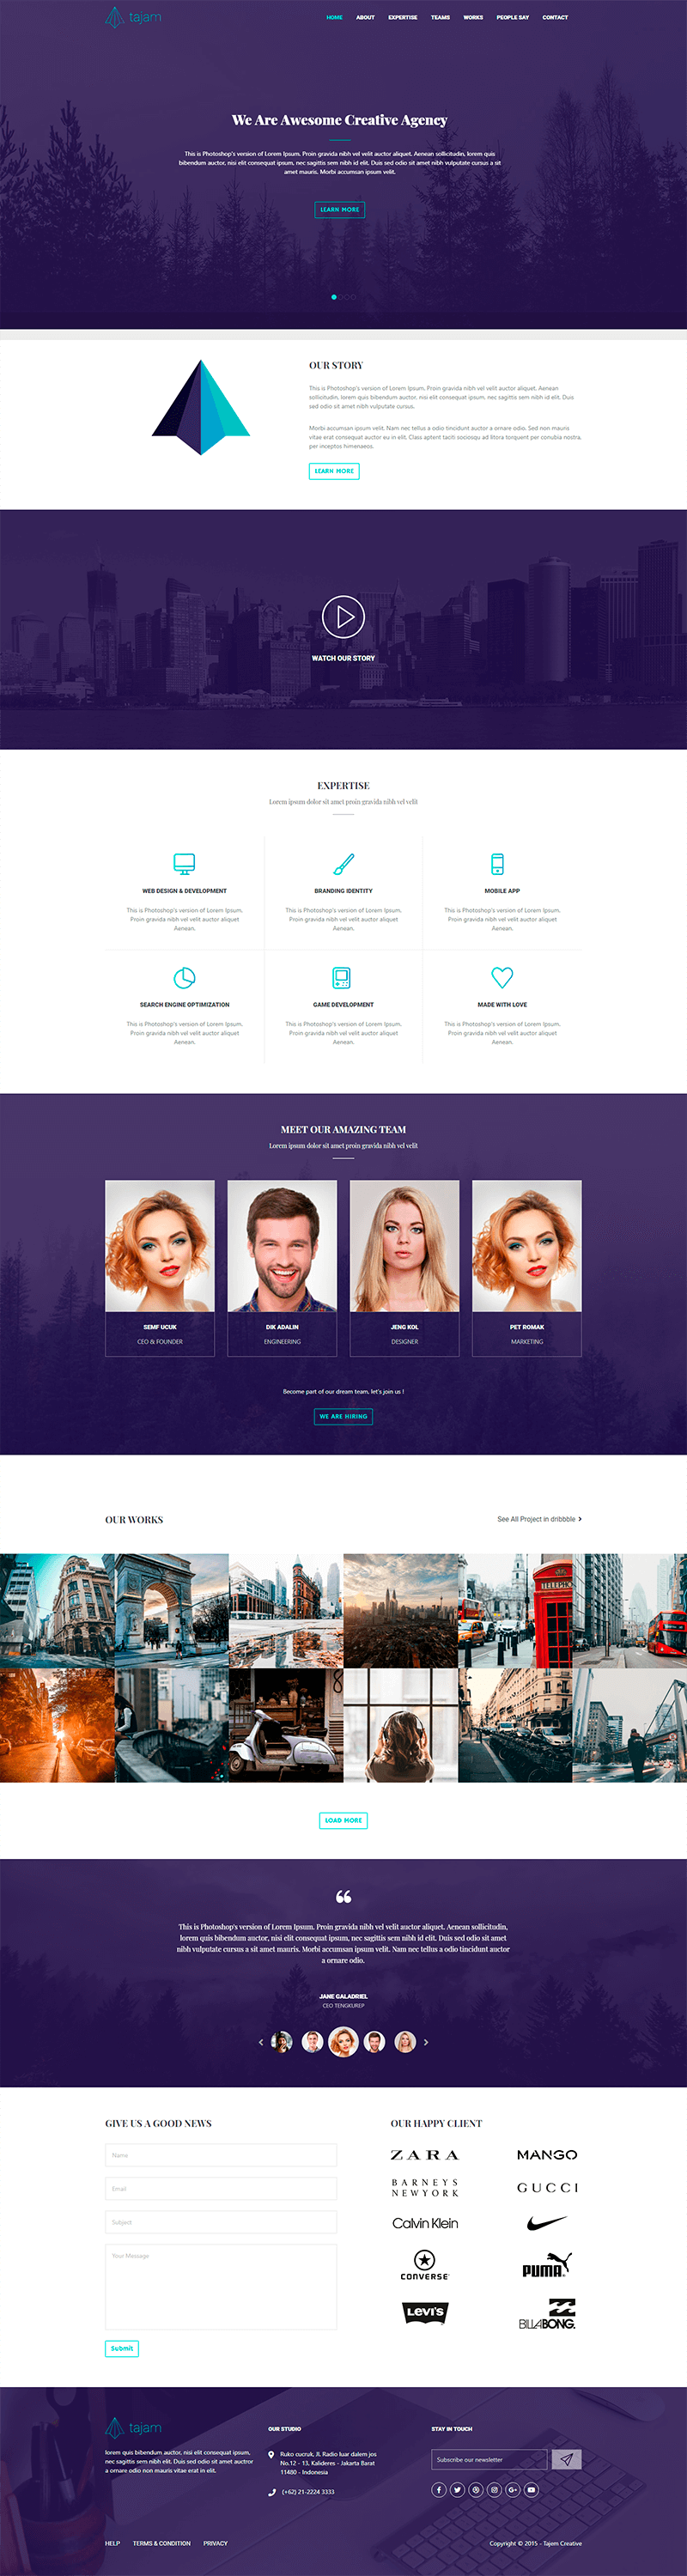 tajam
HOME ABOUT EXPERTISE TEAMS WORKS PEOPLE SAY CONTACT
We Are Awesome Creative Agency
This is Photoshop's version of Lorem Ipsum. Proin gravida nibh vel velit auctor aliquet. Aenean sollicitudin, lorem quis
bibendum auctor, nisi elit consequat ipsum, nec sagittis sem nibh id elit. Duis sed odio sit amet nibh vulputate cursus a sit
amet mauris. Morbi accumsan ipsum velit.
LEARN MORE
OUR STORY
This is Photoshop's version of Lorem Ipsum. Proin gravida nibh vel velit auctor aliquet. Aenean
sollicitudin, lorem quis bibendum auctor, nisi elit consequat ipsum, nec sagittis sem nibh id elit. Duis
sed odio sit amet nibh vulputate cursus.
Morbi accumsan ipsum velit. Nam nec tellus a odio tincidunt auctor a ornare odio. Sed non mauris
vitae erat consequat auctor eu in elit. Class aptent taciti sociosqu ad litora torquent per conubia nostra,
per inceptos himenaeos.
LEARN MORE
WATCH OUR STORY
EXPERTISE
Lorem ipsum dolor sit amet proin gravida nibh vel velit
WEB DESIGN & DEVELOPMENT
This is Photoshop's version of Lorem Ipsum.
Proin gravida nibh vel velit auctor aliquet
Aenean.
BRANDING IDENTITY
This is Photoshop's version of Lorem Ipsum.
Proin gravida nibh vel velit auctor aliquet
Aenean.
MOBILE APP
This is Photoshop's version of Lorem Ipsum.
Proin gravida nibh vel velit auctor aliquet
Aenean.
SEARCH ENGINE OPTIMIZATION
This is Photoshop's version of Lorem Ipsum.
Proin gravida nibh vel velit auctor aliquet
Aenean.
GAME DEVELOPMENT
This is Photoshop's version of Lorem Ipsum.
Proin gravida nibh vel velit auctor aliquet
Aenean.
MADE WITH LOVE
This is Photoshop's version of Lorem Ipsum.
Proin gravida nibh vel velit auctor aliquet
Aenean.
MEET OUR AMAZING TEAM
Lorem ipsum dolor sit amet proin gravida nibh vel velit
SEMF UCUK
CEO & FOUNDER
DIK ADALIN
ENGINEERING
JENG KOL
DESIGNER
PET ROMAK
MARKETING
Become part of our dream team, let's join us !
WE ARE HIRING
OUR WORKS
See All Project in dribbble
TELEPHONE
LOAD MORE
This is Photoshop's version of Lorem Ipsum. Proin gravida nibh vel velit auctor aliquet. Aenean sollicitudin,
lorem quis bibendum auctor, nisi elit consequat ipsum, nec sagittis sem nibh id elit. Duis sed odio sit amet
nibh vulputate cursus a sit amet mauris. Morbi accumsan ipsum velit. Nam nec tellus a odio tincidunt auctor
a ornare odio.
JANE GALADRIEL
CEO TENGKUREP
GIVE US A GOOD NEWS
Name
Email
Subject
Your Message
Submit
OUR HAPPY CLIENT
ZARA
MANGO
BARNEYS
NEWYORK
GUCCI
Calvin Klein
CONVERSE
PUMA
LEVI'S
BILLABONG.
tajam
lorem quis bibendum auctor, nisi elit consequat ipsum,
nec sagittis sem nibh id elit. Duis sed odio sit amet auctror
a ornare odio non mauris vitae erat in elit.
OUR STUDIO
Ruko cucruk, Jl. Radio luar dalem jos
No.12 - 13, Kalideres - Jakarta Barat
11480 - Indonesia
(+62) 21-2224 3333
STAY IN TOUCH
Subscribe our newsletter
HELP TERMS & CONDITION PRIVACY
Copyright © 2015 - Tajem Creative